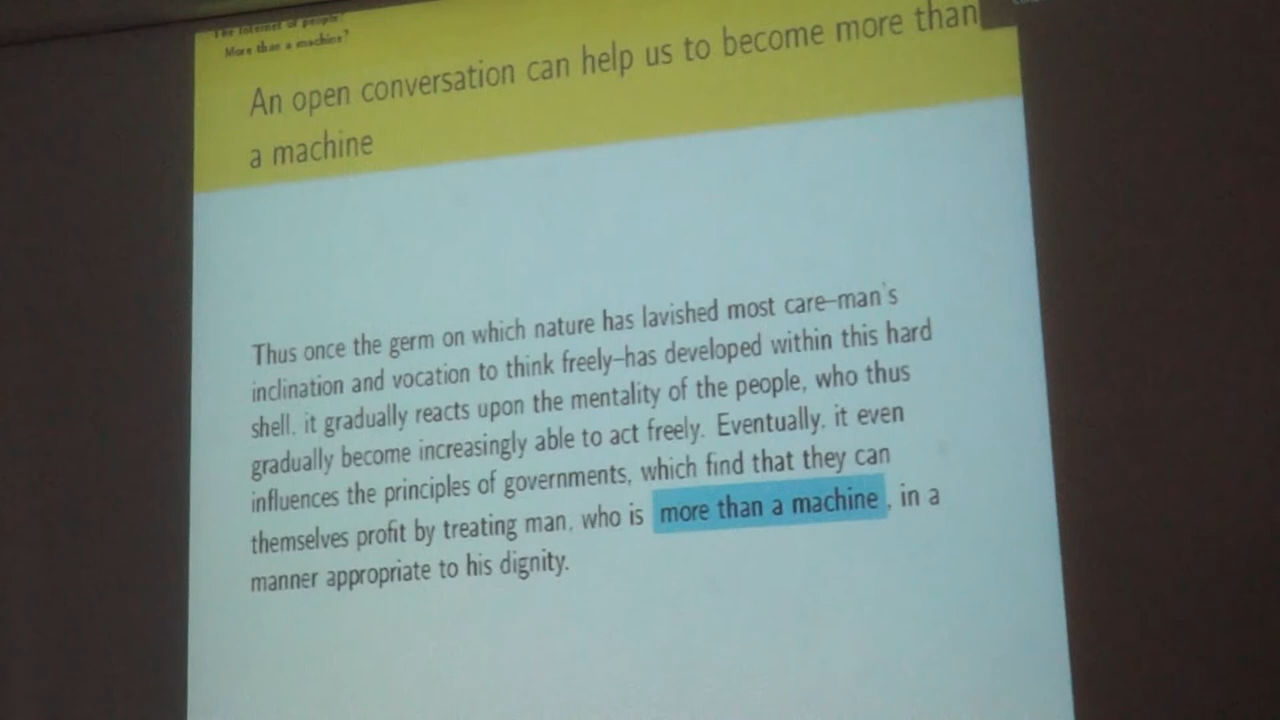 The Internet of people:
More than a machine?
An open conversation can help us to become more than
a machine
Thus once the germ on which nature has lavished most care–man's
inclination and vocation to think freely–has developed within this hard
shell, it gradually reacts upon the mentality of the people, who thus
gradually become increasingly able to act freely. Eventually, it even
influences the principles of governments, which find that they can
themselves profit by treating man, who is more than a machine , in a
manner appropriate to his dignity.